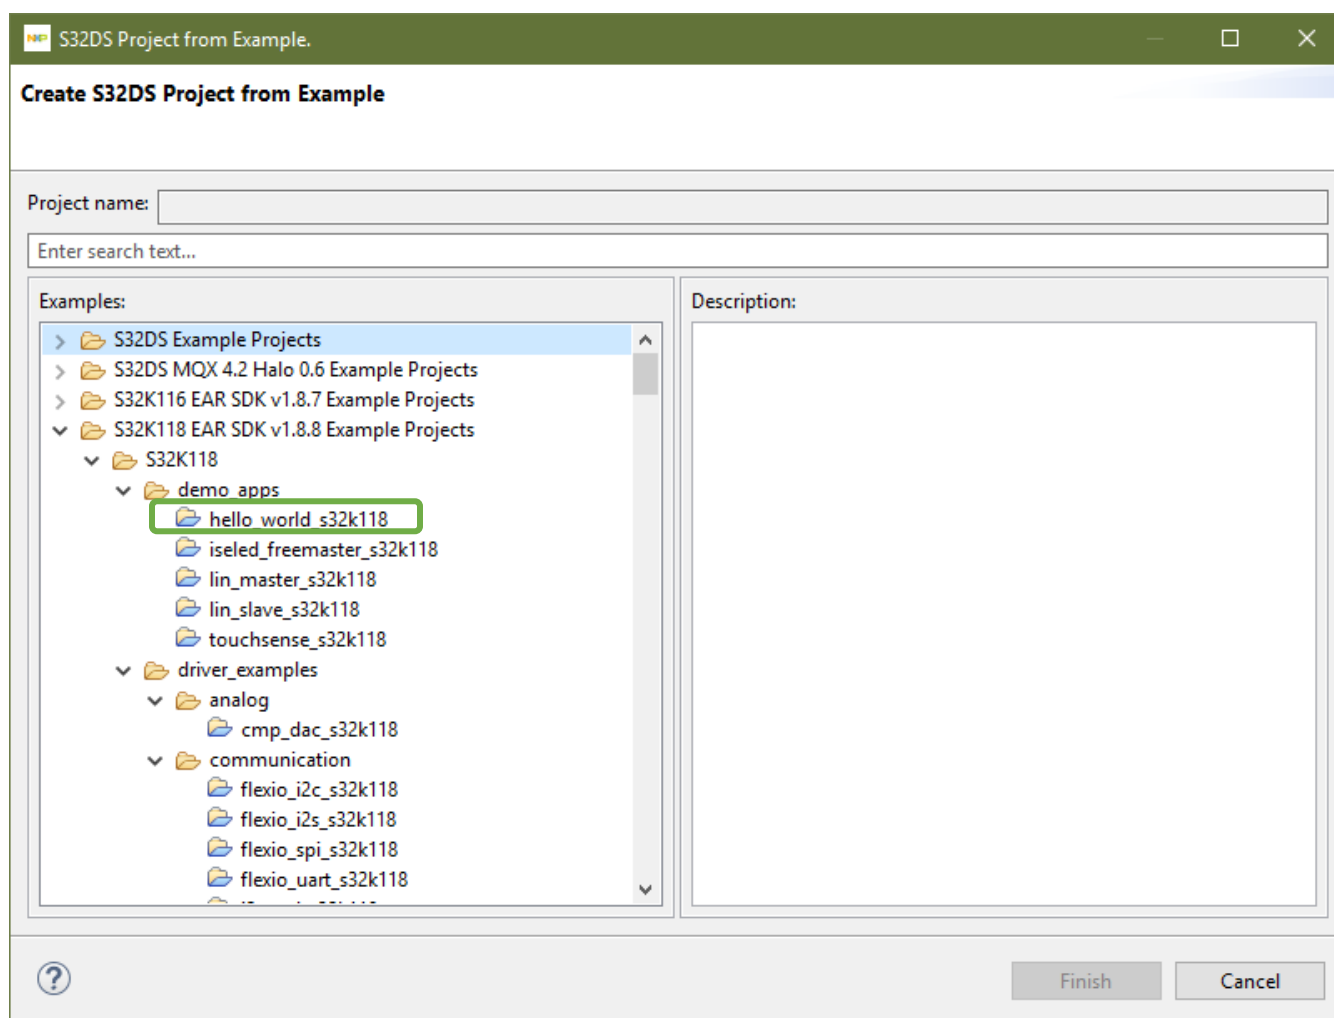 NXP S32DS Project from Example.
Create S32DS Project from Example
Project name:
Enter search text...
Examples:
S32DS Example Projects
S32DS MQX 4.2 Halo 0.6 Example Projects
S32K116 EAR SDK v1.8.7 Example Projects
S32K118 EAR SDK v1.8.8 Example Projects
S32K118
demo_apps
hello_world_s32k118
iseled_freemaster_s32k118
lin_master_s32k118
lin_slave_s32k118
touchsense_s32k118
driver_examples
analog
cmp_dac_s32k118
communication
flexio_i2c_s32k118
flexio_i2s_s32k118
flexio_spi_s32k118
flexio_uart_s32k118
Description:
?
Finish
Cancel